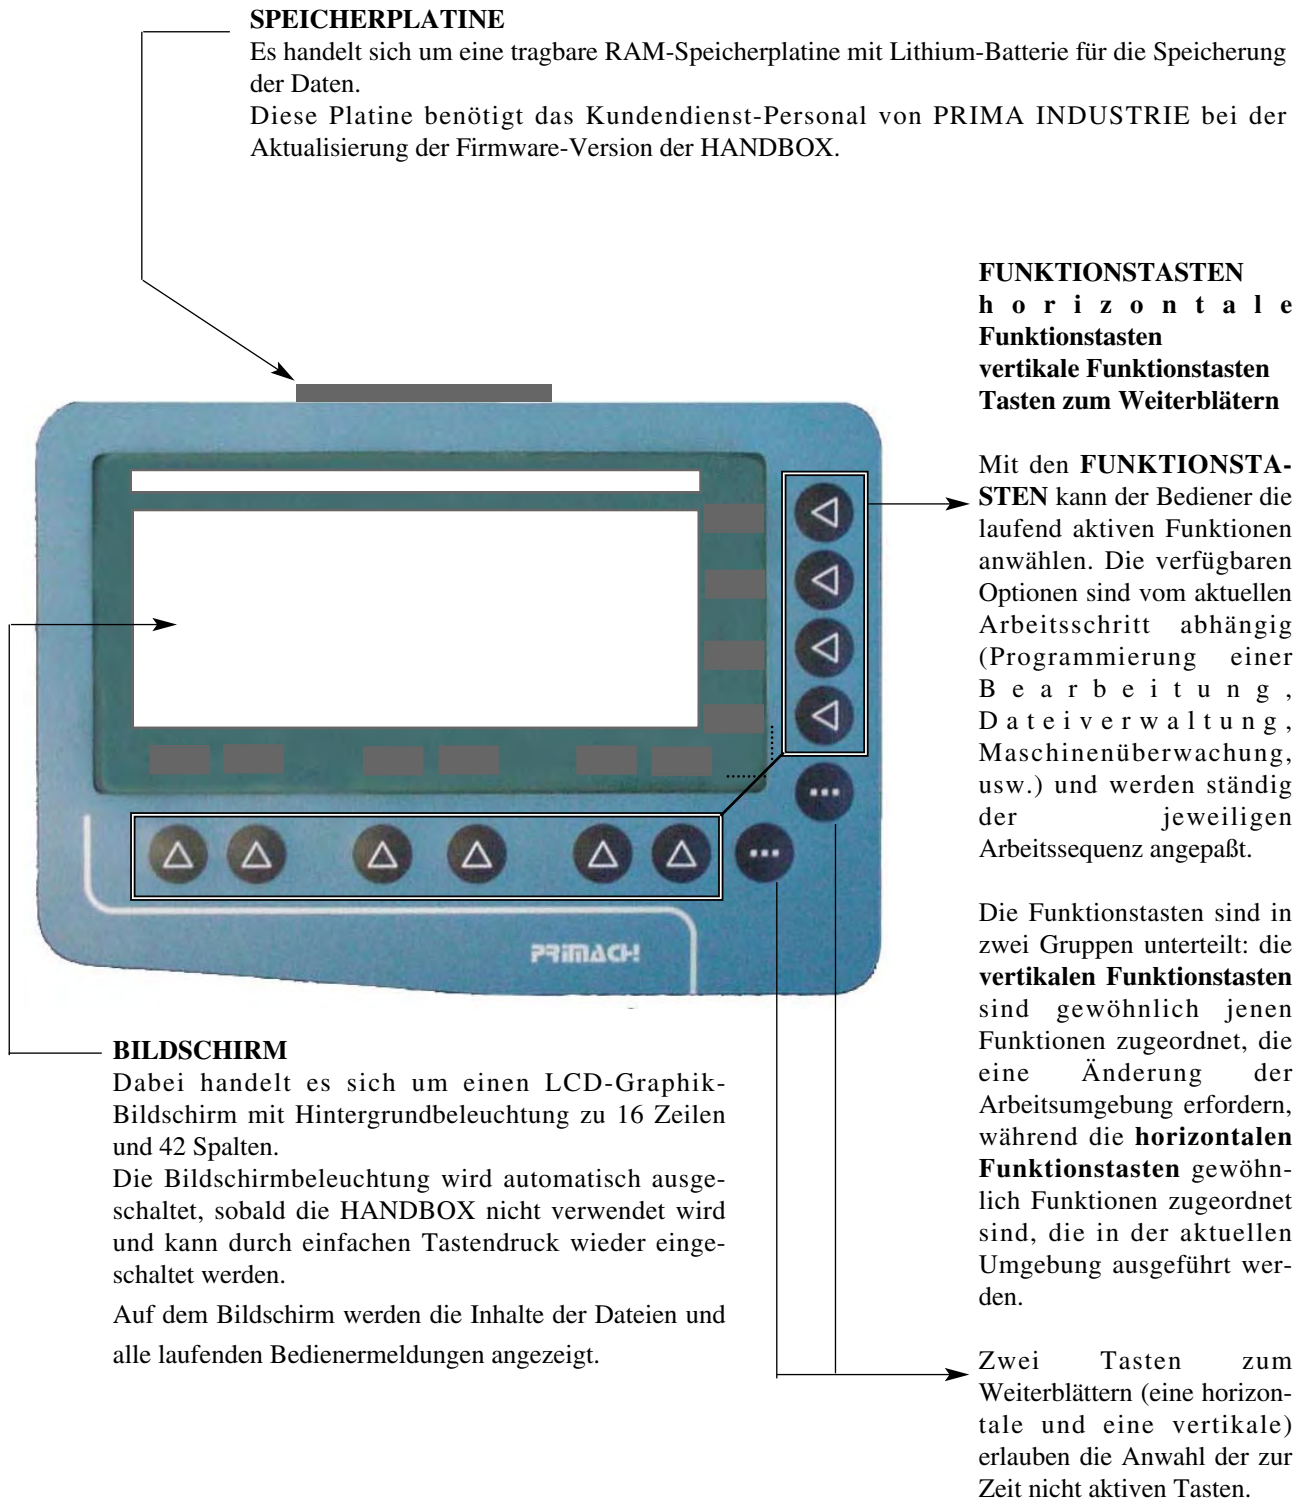 SPEICHERPLATINE
Es handelt sich um eine tragbare RAM-Speicherplatine mit Lithium-Batterie für die Speicherung
der Daten.
Diese Platine benötigt das Kundendienst-Personal von PRIMA INDUSTRIE bei der
Aktualisierung der Firmware-Version der HANDBOX.
FUNKTIONSTASTEN
horizontale
Funktionstasten
vertikale Funktionstasten
Tasten zum Weiterblätern
Mit den FUNKTIONSTA-
STEN kann der Bediener die
laufend aktiven Funktionen
anwählen. Die verfügbaren
Optionen sind vom aktuellen
Arbeitsschritt abhängig
(Programmierung einer
Bearbeitung,
Dateiverwaltung,
Maschinenüberwachung,
usw.) und werden ständig
der jeweiligen
Arbeitssequenz angepaßt.
Die Funktionstasten sind in
zwei Gruppen unterteilt: die
vertikalen Funktionstasten
sind gewöhnlich jenen
Funktionen zugeordnet, die
eine Änderung der
Arbeitsumgebung erfordern,
während die horizontalen
Funktionstasten gewöhn-
lich Funktionen zugeordnet
sind, die in der aktuellen
Umgebung ausgeführt wer-
den.
Zwei Tasten zum
Weiterblättern (eine horizon-
tale und eine vertikale)
erlauben die Anwahl der zur
Zeit nicht aktiven Tasten.
PRIMACH
BILDSCHIRM
Dabei handelt es sich um einen LCD-Graphik-
Bildschirm mit Hintergrundbeleuchtung zu 16 Zeilen
und 42 Spalten.
Die Bildschirmbeleuchtung wird automatisch ausge-
schaltet, sobald die HANDBOX nicht verwendet wird
und kann durch einfachen Tastendruck wieder einge-
schaltet werden.
Auf dem Bildschirm werden die Inhalte der Dateien und
alle laufenden Bedienermeldungen angezeigt.